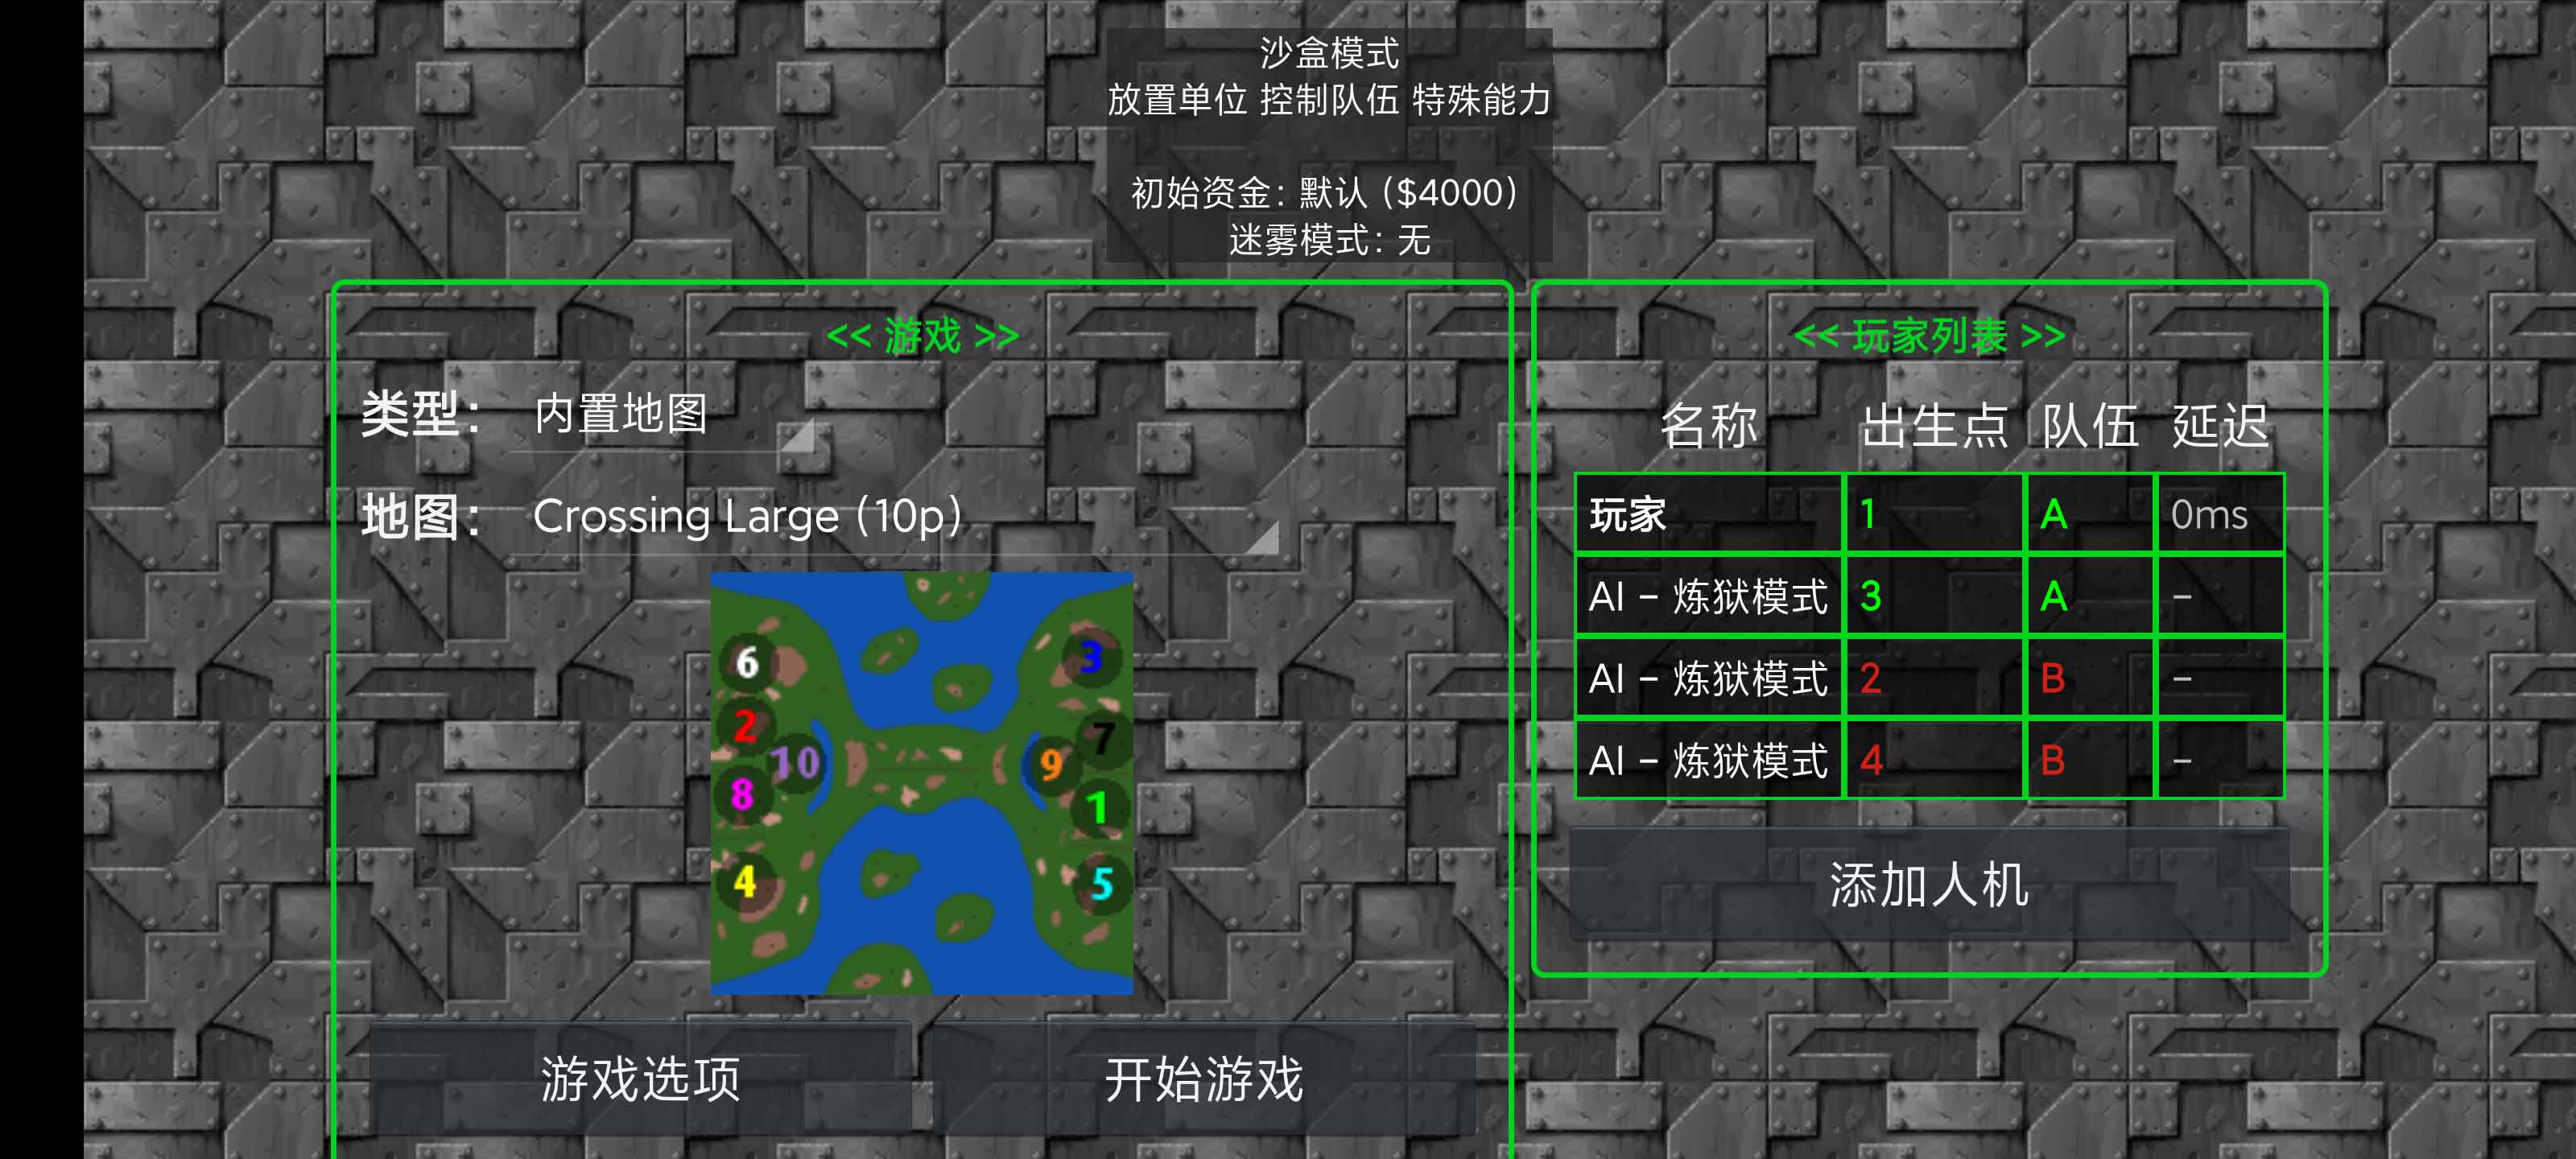 沙盒模式
放置单位 控制队伍 特殊能力
初始资金: 默认 ($4000)
迷雾模式: 无
<< 游戏 >>
类型: 内置地图
地图: Crossing Large (10p)
6
3
2
7
10
9
8
1
4
5
游戏选项
开始游戏
<< 玩家列表 >>
名称 出生点 队伍 延迟
玩家 1 A 0ms
AI - 炼狱模式 3 A -
AI - 炼狱模式 2 B -
AI - 炼狱模式 4 B -
添加人机